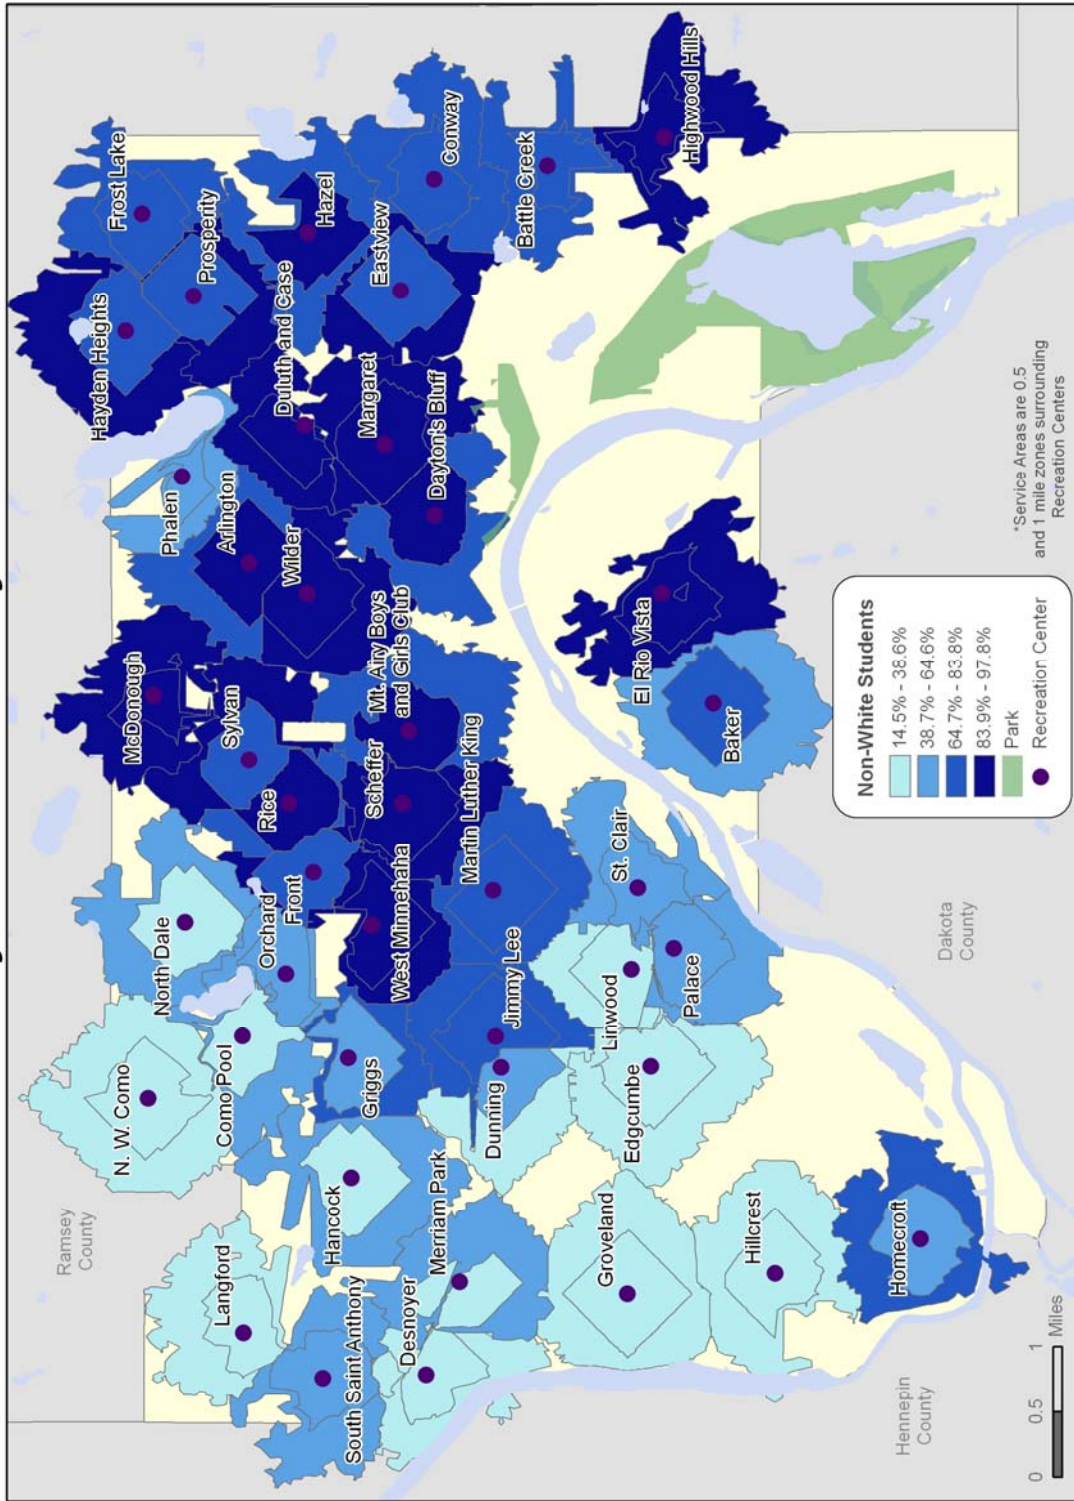 Ramsey
County
N. W. Como
Langford
Como Pool
North Dale
McDonough
Phalen
Hayden Heights
Frost Lake
Prosperity
Arlington
Sylvan
Orchard
Front
Rice
Wilder
Duluth and Case
Hazel
Hancock
Griggs
South Saint Anthony
Desnoyer
Merriam Park
West Minnehaha
Scheffer
Mt. Airy Boys
and Girls Club
Margaret
Eastview
Conway
Dayton's Bluff
Martin Luther King
Jimmy Lee
Dunning
Battle Creek
Groveland
Edgcumbe
Linwood
Palace
St. Clair
El Rio Vista
Highwood Hills
Baker
Hillcrest
Homecroft
Hennepin
County
Dakota
County
Non-White Students
14.5% - 38.6%
38.7% - 64.6%
64.7% - 83.8%
83.9% - 97.8%
Park
Recreation Center
*Service Areas are 0.5
and 1 mile zones surrounding
Recreation Centers
0 0.5 1
Miles